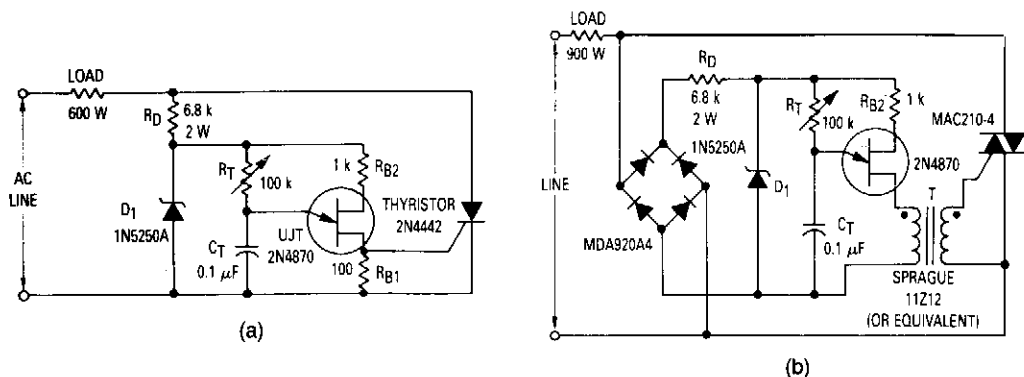 LOAD
600 W
RD
6.8 k
2 W
AC
LINE
RT
100 k
1 k
RB2
D1
1N5250A
CT
0.1 μF
UJT
2N4870
THYRISTOR
2N4442
100
RB1
(a)
LOAD
900 W
RD
6.8 k
2 W
RT
100 k
RB2
1 k
MAC210-4
1N5250A
2N4870
LINE
D1
MDA920A4
CT
0.1 μF
T
SPRAGUE
11Z12
(OR EQUIVALENT)
(b)